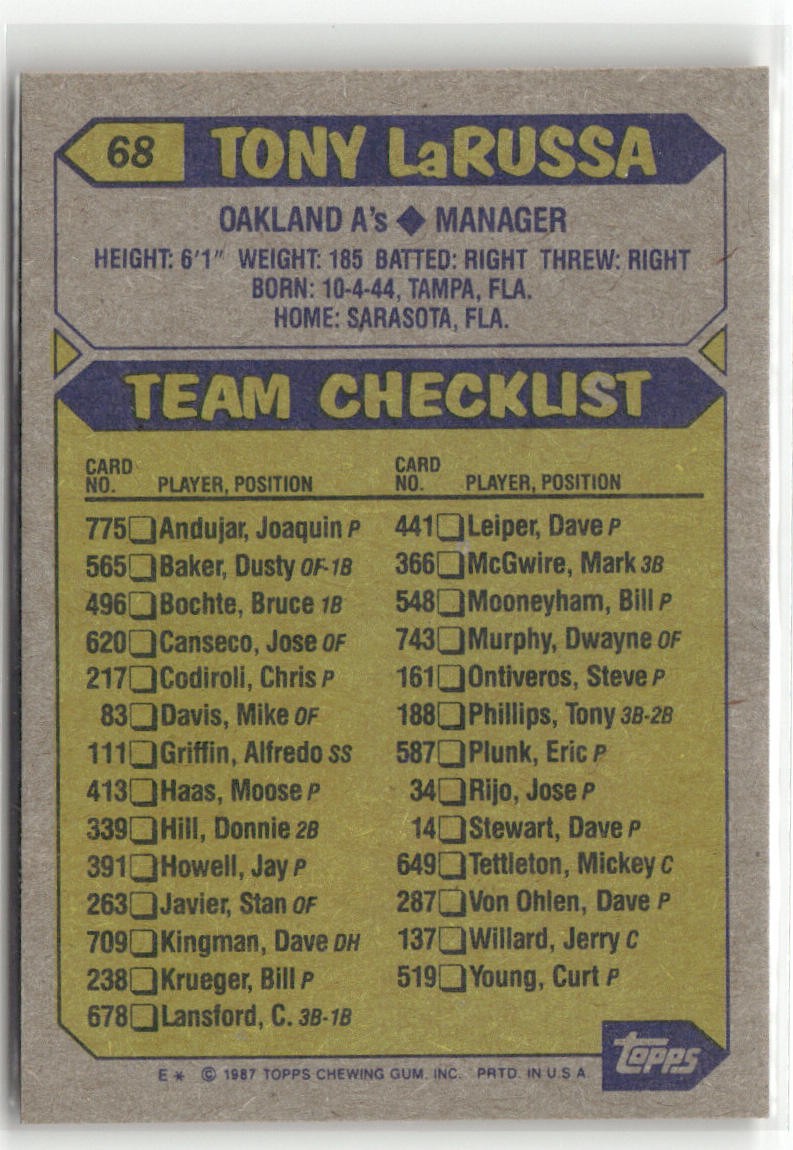 68 TONY LaRUSSA
OAKLAND A's ◆ MANAGER
HEIGHT: 6'1" WEIGHT: 185 BATTED: RIGHT THREW: RIGHT
BORN: 10-4-44, TAMPA, FLA.
HOME: SARASOTA, FLA.
TEAM CHECKLIST
CARD
NO. PLAYER, POSITION
775 Andujar, Joaquin P
565 Baker, Dusty OF-1B
496 Bochte, Bruce 1B
620 Canseco, Jose OF
217 Codiroli, Chris P
83 Davis, Mike OF
111 Griffin, Alfredo SS
413 Haas, Moose P
339 Hill, Donnie 2B
391 Howell, Jay P
263 Javier, Stan OF
709 Kingman, Dave DH
238 Krueger, Bill P
678 Lansford, C. 3B-1B
CARD
NO. PLAYER, POSITION
441 Leiper, Dave P
366 McGwire, Mark 3B
548 Mooneyham, Bill P
743 Murphy, Dwayne OF
161 Ontiveros, Steve P
188 Phillips, Tony 3B-2B
587 Plunk, Eric P
34 Rijo, Jose P
14 Stewart, Dave P
649 Tettleton, Mickey C
287 Von Ohlen, Dave P
137 Willard, Jerry C
519 Young, Curt P
topps
E * © 1987 TOPPS CHEWING GUM. INC. PRTD. IN U.S A.